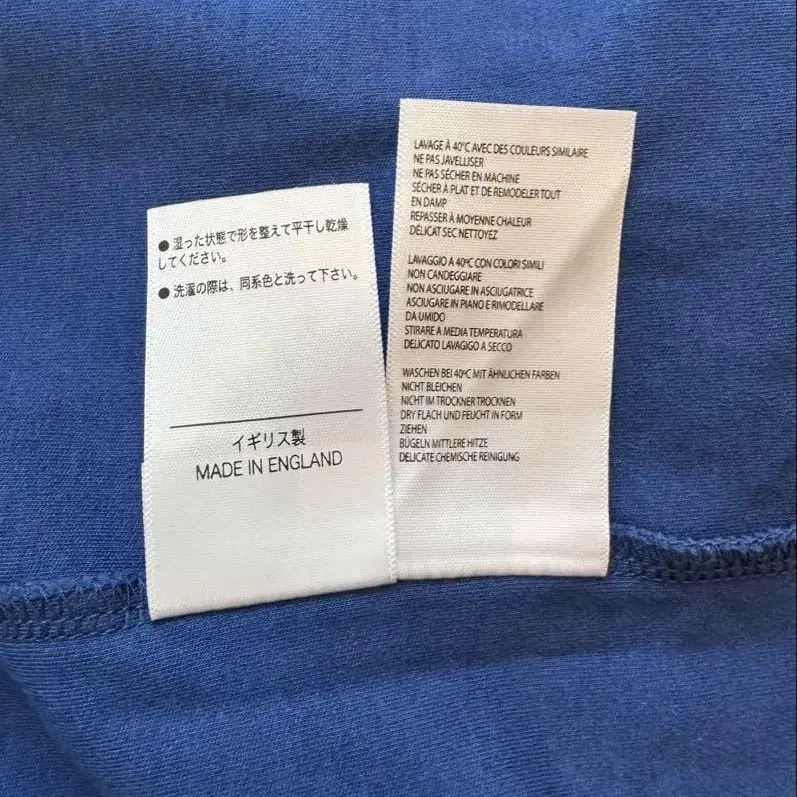 ● 湿った状態で形を整えて平干し乾燥
してください。
● 洗濯の際は、同系色と洗って下さい。
イギリス製
MADE IN ENGLAND
LAVAGE À 40°C AVEC DES COULEURS SIMILAIRE
NE PAS JAVELLISER
NE PAS SÉCHER EN MACHINE
SÉCHER À PLAT ET DE REMODELER TOUT
EN DAMP
REPASSER À MOYENNE CHALEUR
DÉLICAT SEC NETTOYEZ
LAVAGGIO A 40ºC CON COLORI SIMILI
NON CANDEGGIARE
NON ASCIUGARE IN ASCIUGATRICE
ASCIUGARE IN PIANO E RIMODELLARE
DA UMIDO
STIRARE A MEDIA TEMPERATURA
DELICATO LAVAGIGO A SECCO
WASCHEN BEI 40ºC MIT ÄHNLICHEN FARBEN
NICHT BLEICHEN
NICHT IM TROCKNER TROCKNEN
DRY FLACH UND FEUCHT IN FORM
ZIEHEN
BÜGELN MITTLERE HITZE
DELICATE CHEMISCHE REINIGUNG